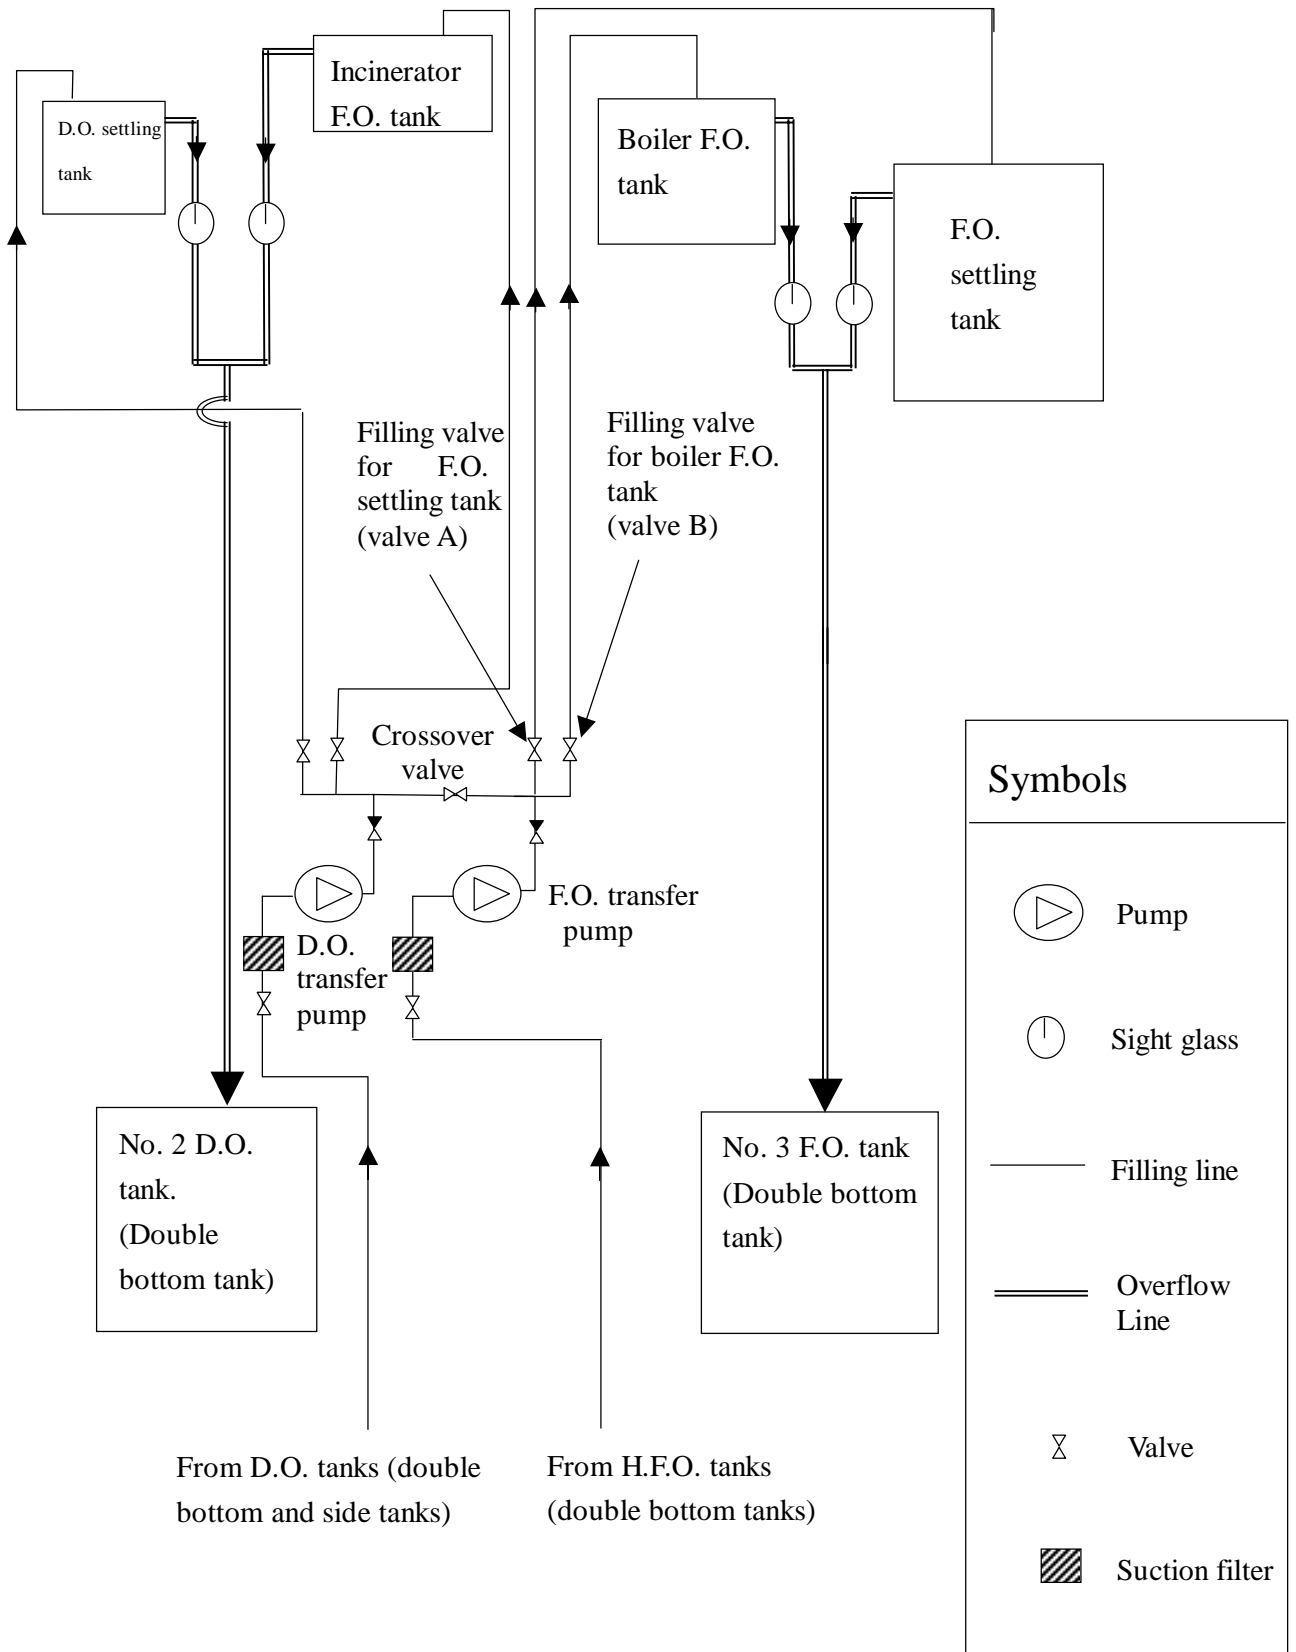 Incinerator
F.O. tank
D.O. settling
tank
Boiler F.O.
tank
F.O.
settling
tank
Filling valve
for F.O.
settling tank
(valve A)
Filling valve
for boiler F.O.
tank
(valve B)
Crossover
valve
F.O. transfer
pump
D.O.
transfer
pump
No. 2 D.O.
tank.
(Double
bottom tank)
No. 3 F.O. tank
(Double bottom
tank)
From D.O. tanks (double
bottom and side tanks)
From H.F.O. tanks
(double bottom tanks)
Symbols
Pump
Sight glass
Filling line
Overflow
Line
Valve
Suction filter